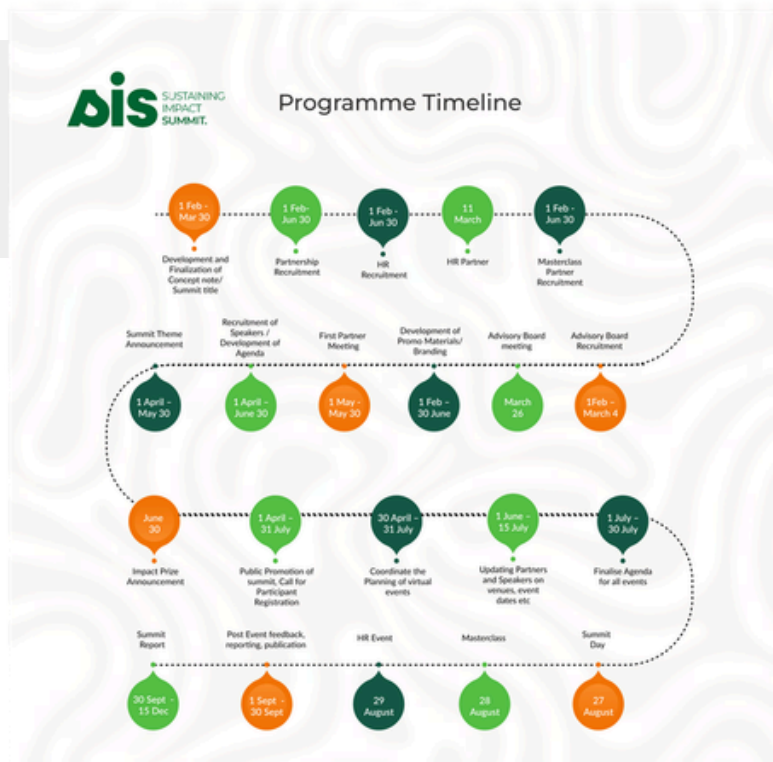 SUSTAINING
IMPACT
SUMMIT.
Programme Timeline
1 Feb -
Mar 30
Development and
Finalization of
Concept note/
Summit title
1 Feb-
Jun 30
Partnership
Recruitment
1 Feb -
Jun 30
HR
Recruitment
11
March
HR Partner
1 Feb -
Jun 30
Masterclass
Partner
Recruitment
Summit Theme
Announcement
1 April –
May 30
Recruitment of
Speakers /
Development of
Agenda
1 April –
June 30
First Partner
Meeting
1 May -
May 30
Development of
Promo Materials/
Branding
1 Feb –
30 June
Advisory Board
meeting
March
26
Advisory Board
Recruitment
1Feb –
March 4
June
30
Impact Prize
Announcement
1 April –
31 July
Public Promotion of
summit, Call for
Participant
Registration
30 April –
31 July
Coordinate the
Planning of virtual
events
1 June –
15 July
Updating Partners
and Speakers on
venues, event
dates etc
1 July –
30 July
Finalise Agenda
for all events
Summit
Report
30 Sept -
15 Dec
Post Event feedback,
reporting, publication
1 Sept -
30 Sept
HR Event
29
August
Masterclass
28
August
Summit
Day
27
August